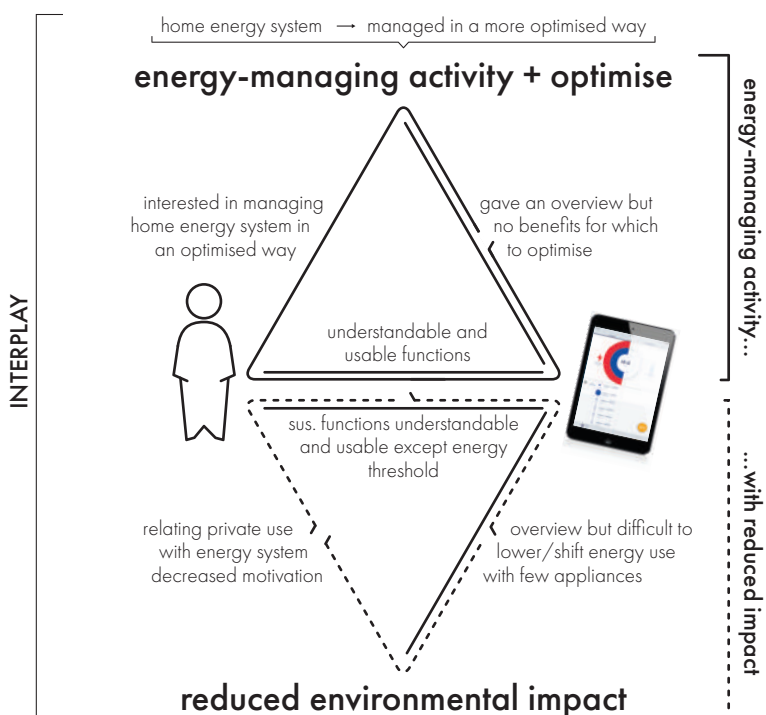 home energy system → managed in a more optimised way
energy-managing activity + optimise
interested in managing
home energy system in
an optimised way
gave an overview but
no benefits for which
to optimise
understandable and
usable functions
sus. functions understandable
and usable except energy
threshold
relating private use
with energy system
decreased motivation
overview but difficult to
lower/shift energy use
with few appliances
reduced environmental impact
INTERPLAY
energy-managing activity...
...with reduced impact